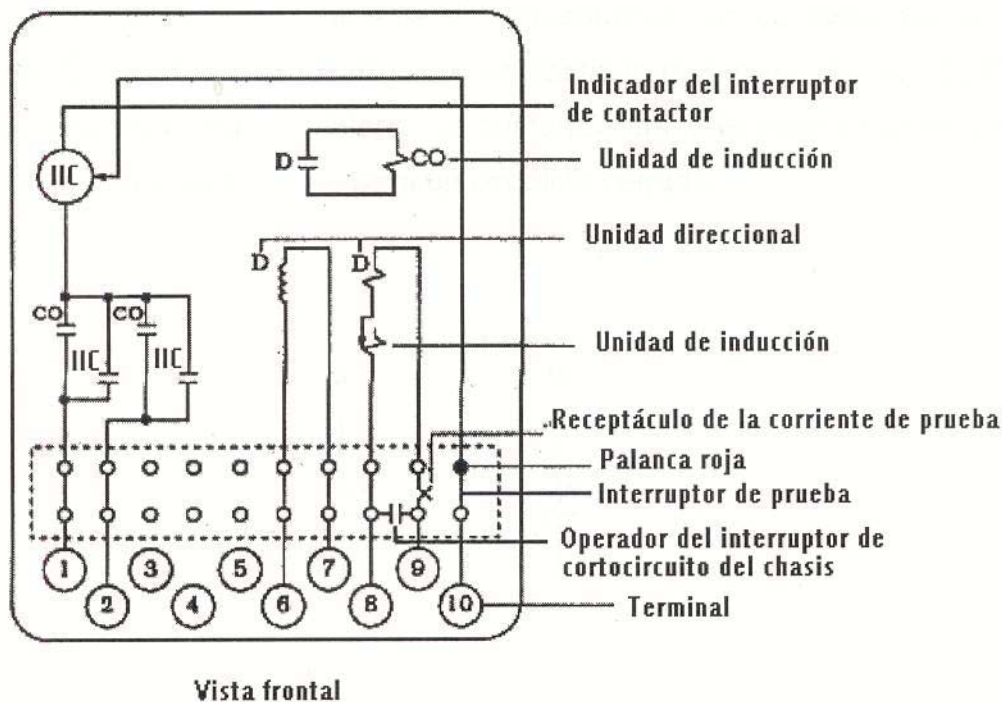 Indicador del interruptor
de contactor
IIC
D
CO
Unidad de inducción
Unidad direccional
D
D
CO
CO
IIC
IIC
Unidad de inducción
Receptáculo de la corriente de prueba
Palanca roja
Interruptor de prueba
Operador del interruptor de
cortocircuito del chasis
1
3
5
7
9
2
4
6
8
10
Terminal
Vista frontal